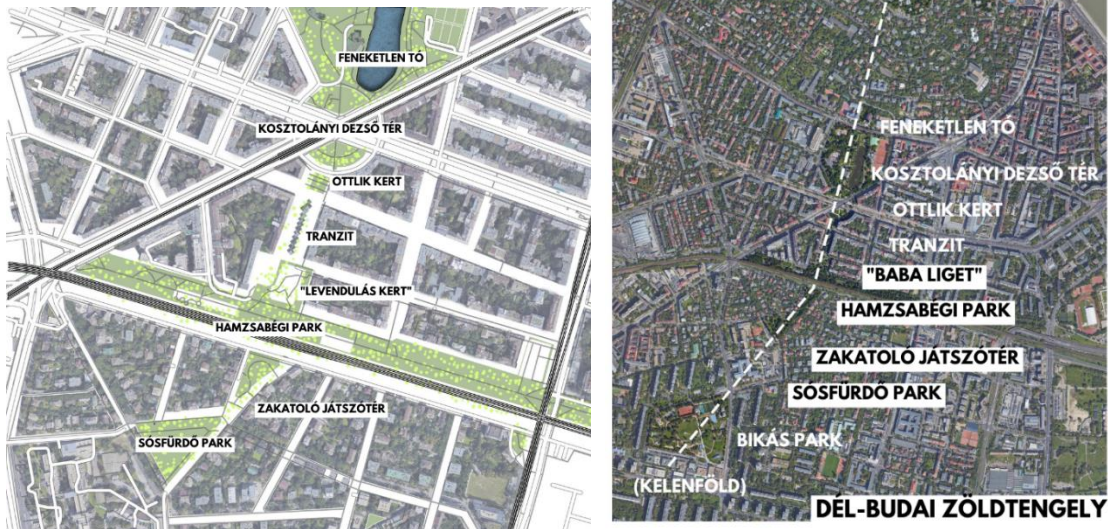 FENEKETLEN TÓ
KOSZTOLÁNYI DEZSŐ TÉR
OTTLIK KERT
TRANZIT
"LEVENDULÁS KERT"
HAMZSABÉGI PARK
ZAKATOLÓ JÁTSZÓTÉR
SÓSFÜRDŐ PARK
FENEKETLEN TÓ
KOSZTOLÁNYI DEZSŐ TÉR
OTTLIK KERT
TRANZIT
"BABA LIGET"
HAMZSABÉGI PARK
ZAKATOLÓ JÁTSZÓTÉR
SÓSFÜRDŐ PARK
BIKÁS PARK
(KELENFÖLD)
DÉL-BUDAI ZÖLDTENGELY